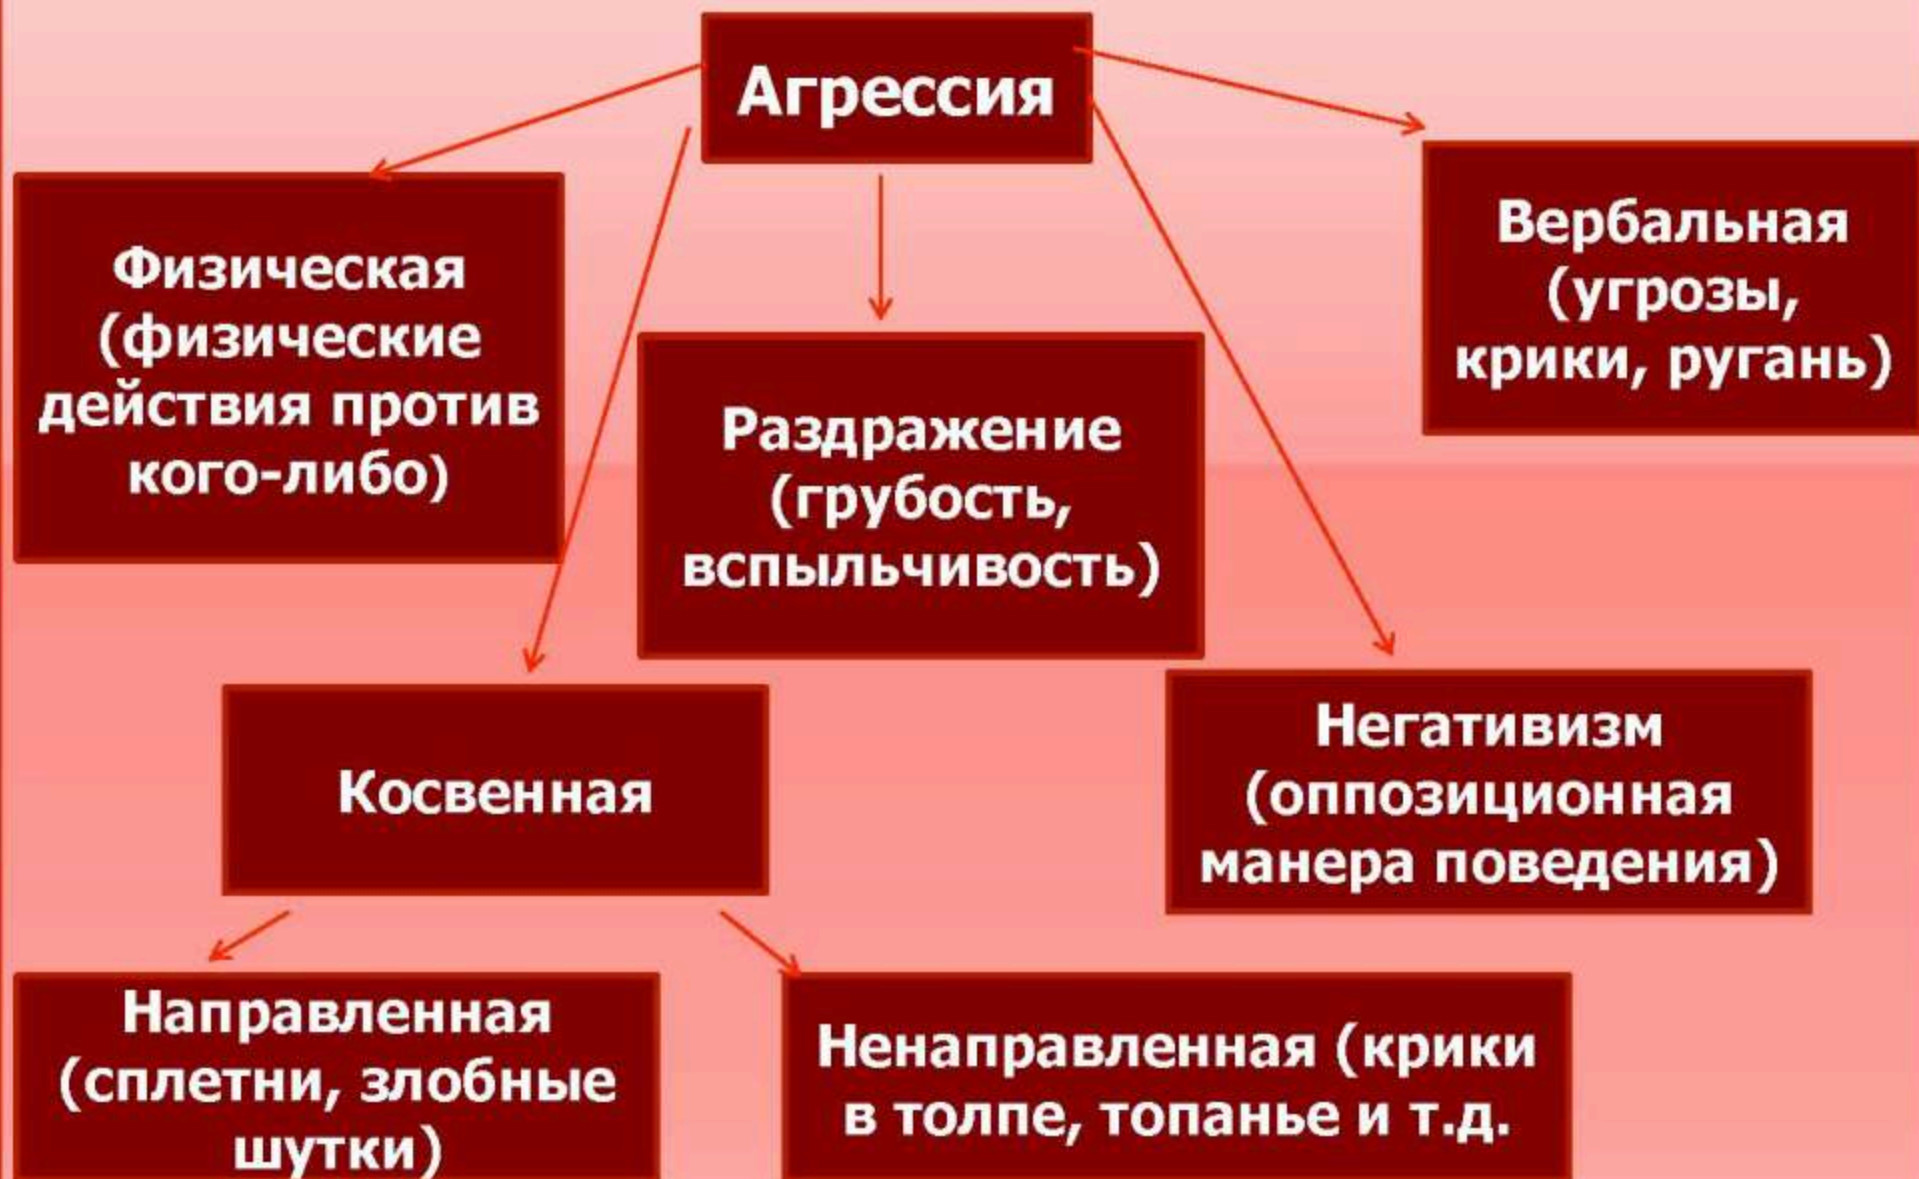 Агрессия
Физическая
(физические
действия против
кого-либо)
Раздражение
(грубость,
вспыльчивость)
Вербальная
(угрозы,
крики, ругань)
Косвенная
Негативизм
(оппозиционная
манера поведения)
Направленная
(сплетни, злобные
шутки)
Ненаправленная (крики
в толпе, топанье и т.д.